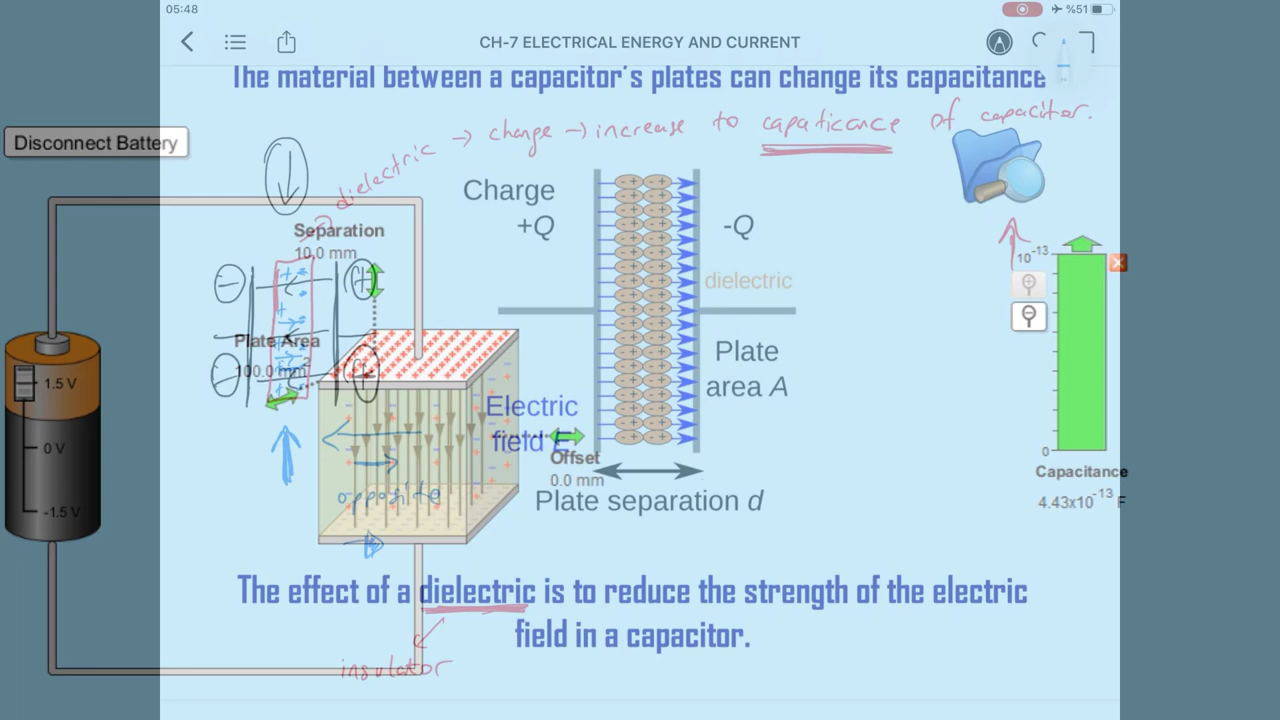 05:48
%51
CH-7 ELECTRICAL ENERGY AND CURRENT
The material between a capacitor's plates can change its capacitance
dielectric → change → increase to capaticance of capacitor.
Disconnect Battery
Charge
+Q
-Q
Separation
10.0 mm
10-13
dielectric
Plate Area
100.0 mm2
Plate
area A
1.5 V
0 V
-1.5 V
Electric
field E
Offset
0.0 mm
0
Capacitance
4.43x10-13 F
opposite
Plate separation d
The effect of a dielectric is to reduce the strength of the electric
field in a capacitor.
insulator